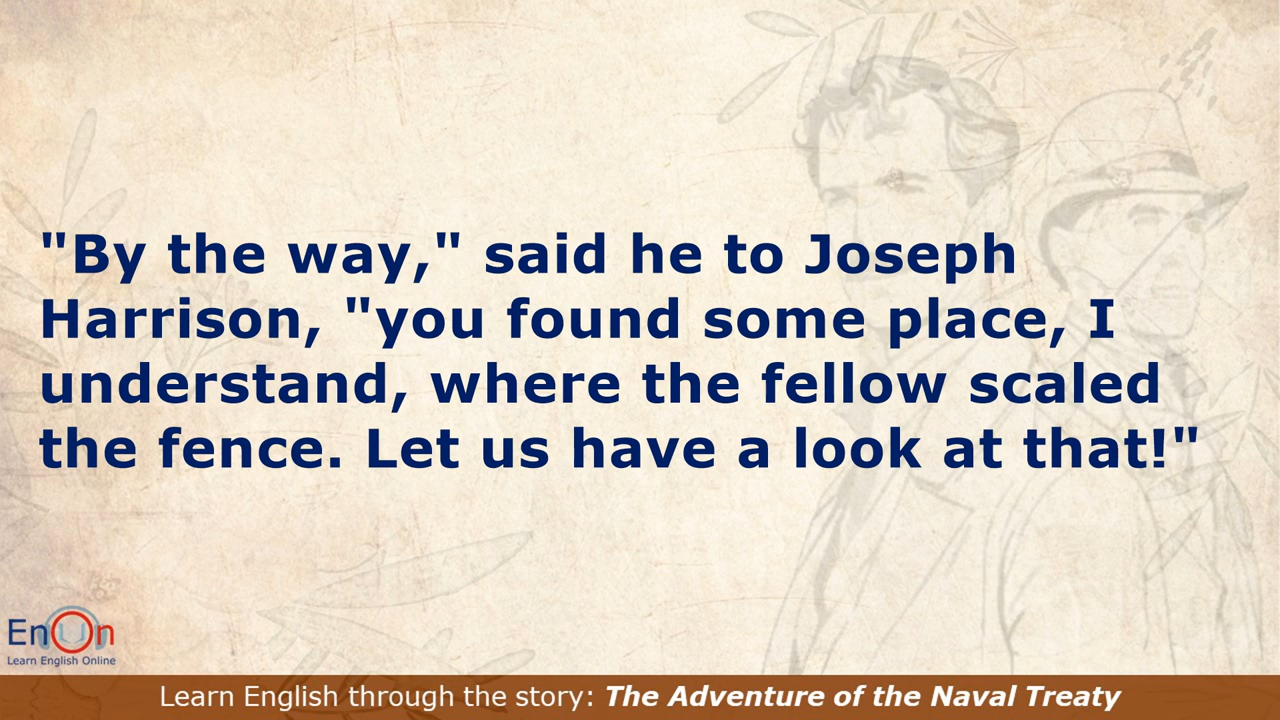 "By the way," said he to Joseph
Harrison, "you found some place, I
understand, where the fellow scaled
the fence. Let us have a look at that!"
EnOn
Learn English Online
Learn English through the story: The Adventure of the Naval Treaty